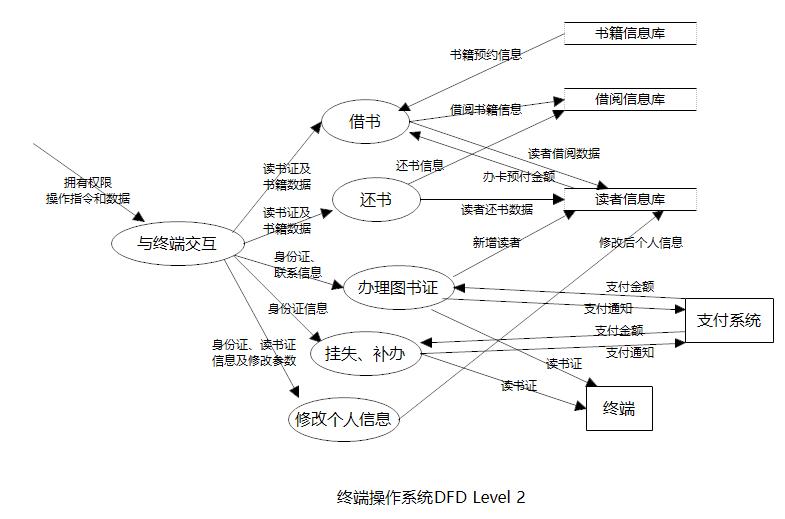 书籍信息库
书籍预约信息
借阅信息库
借阅书籍信息
借书
读者借阅数据
还书信息
读书证及
书籍数据
办卡预付金额
拥有权限
操作指令和数据
还书
读者信息库
读书证及
书籍数据
读者还书数据
与终端交互
新增读者
修改后个人信息
身份证、
联系信息
办理图书证
支付金额
身份证信息
支付通知
支付系统
支付金额
身份证、读书证
信息及修改参数
挂失、补办
支付通知
读书证
读书证
终端
修改个人信息
终端操作系统DFD Level 2